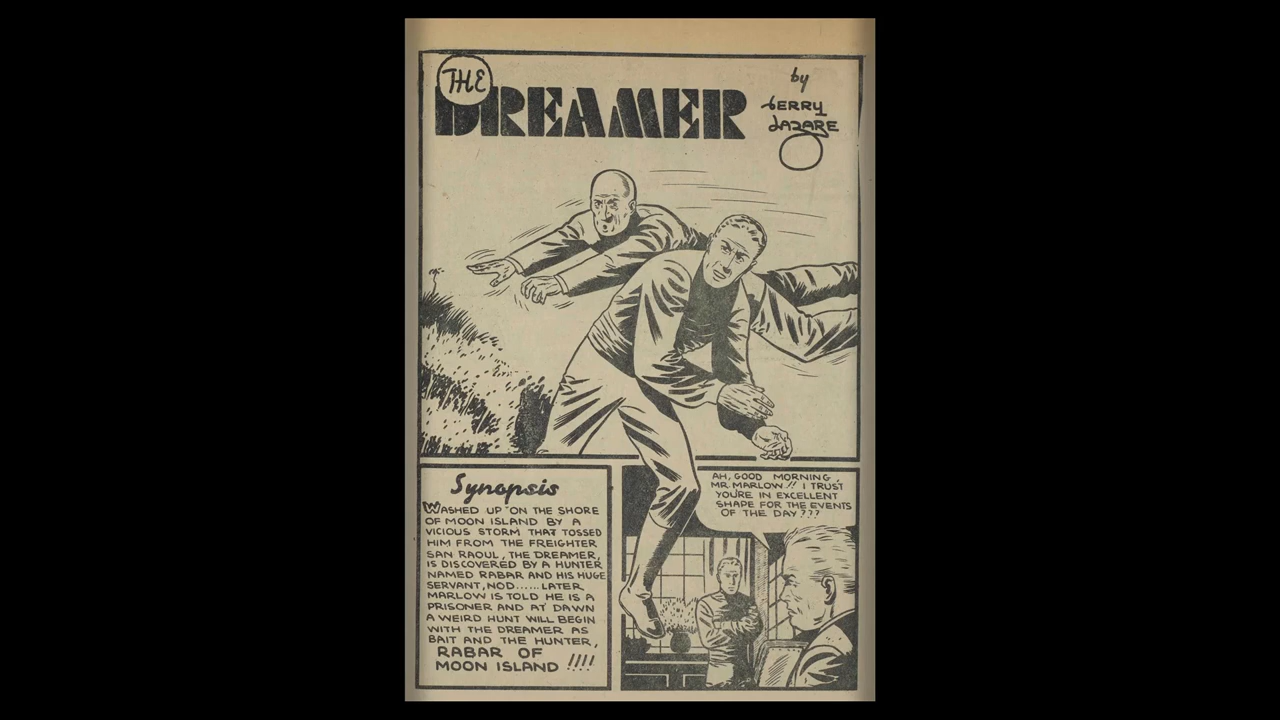 THE
DREAMER
by
JERRY
LAZARE
Synopsis
WASHED UP ON THE SHORE
OF MOON ISLAND BY A
VICIOUS STORM THAT TOSSED
HIM FROM THE FREIGHTER
SAN RAOUL, THE DREAMER,
IS DISCOVERED BY A HUNTER
NAMED RABAR AND HIS HUGE
SERVANT, NOD......LATER
MARLOW IS TOLD HE IS A
PRISONER AND AT DAWN
A WEIRD HUNT WILL BEGIN
WITH THE DREAMER AS
BAIT AND THE HUNTER,
RABAR OF
MOON ISLAND !!!!
AH, GOOD MORNING,
MR. MARLOW!! I TRUST
YOU'RE IN EXCELLENT
SHAPE FOR THE EVENTS
OF THE DAY???